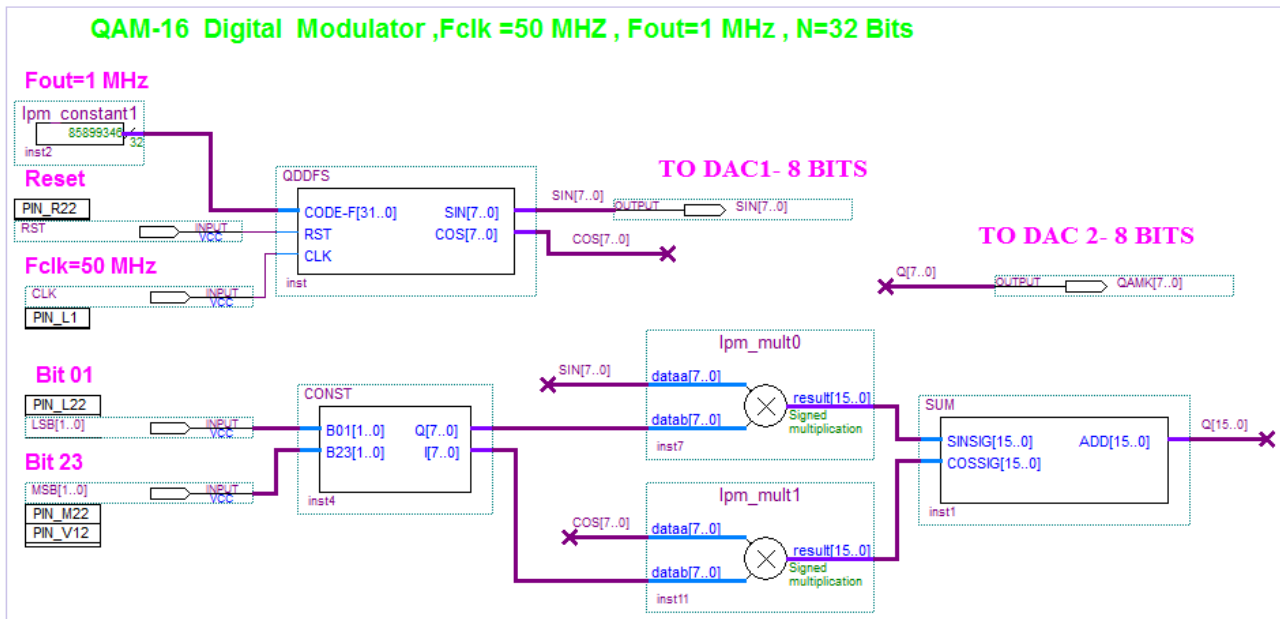 QAM-16 Digital Modulator ,Fclk =50 MHZ , Fout=1 MHz , N=32 Bits
Fout=1 MHz
lpm_constant1
85899346
32
inst2
Reset
PIN_R22
RST
INPUT
VCC
Fclk=50 MHz
CLK
INPUT
VCC
PIN_L1
QDDFS
CODE-F[31..0]
RST
CLK
SIN[7..0]
COS[7..0]
inst
TO DAC1- 8 BITS
SIN[7..0]
OUTPUT
SIN[7..0]
COS[7..0]
TO DAC 2- 8 BITS
Q[7..0]
OUTPUT
QAMK[7..0]
Bit 01
PIN_L22
LSB[1..0]
INPUT
VCC
Bit 23
MSB[1..0]
INPUT
VCC
PIN_M22
PIN_V12
CONST
B01[1..0]
B23[1..0]
Q[7..0]
I[7..0]
inst4
lpm_mult0
SIN[7..0]
dataa[7..0]
datab[7..0]
result[15..0]
Signed
multiplication
inst7
lpm_mult1
COS[7..0]
dataa[7..0]
datab[7..0]
result[15..0]
Signed
multiplication
inst11
SUM
SINSIG[15..0]
COSSIG[15..0]
ADD[15..0]
inst1
Q[15..0]